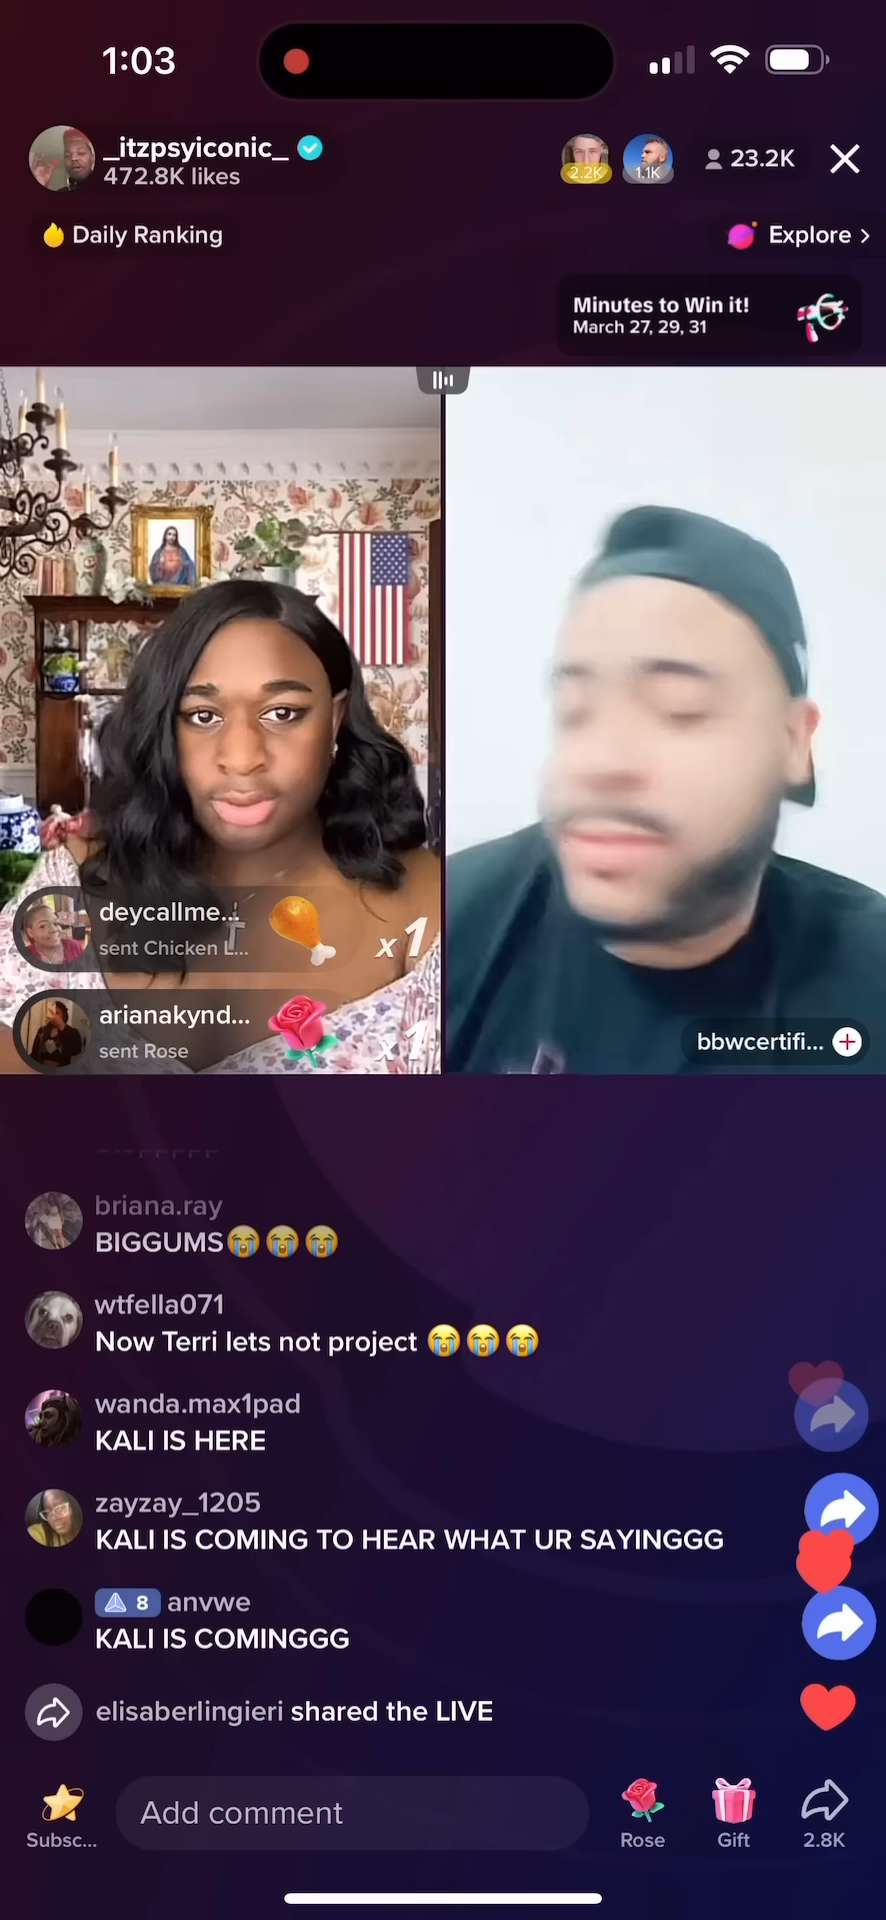 1:03
_itzpsyiconic_
472.8K likes
2.2K
1.1K
23.2K
Daily Ranking
Explore >
Minutes to Win it!
March 27, 29, 31
deycallme...
sent Chicken L...
x1
arianakynd...
sent Rose
x1
bbwcertifi...
briana.ray
BIGGUMS😭😭😭
wtfella071
Now Terri lets not project 😭😭😭
wanda.max1pad
KALI IS HERE
zayzay_1205
KALI IS COMING TO HEAR WHAT UR SAYINGGG
8 anvwe
KALI IS COMINGGG
elisaberlingieri shared the LIVE
Subsc...
Add comment
Rose
Gift
2.8K